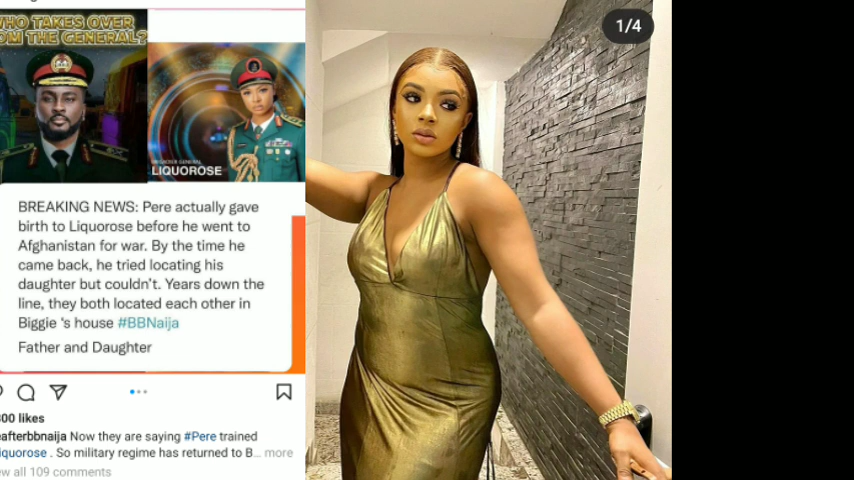 WHO TAKES OVER
FROM THE GENERAL?
LIQUOROSE
BREAKING NEWS: Pere actually gave
birth to Liquorose before he went to
Afghanistan for war. By the time he
came back, he tried locating his
daughter but couldn't. Years down the
line, they both located each other in
Biggie 's house #BBNaija
Father and Daughter
00 likes
eafterbbnaija Now they are saying #Pere trained
iquorose . So military regime has returned to B... more
ew all 109 comments
1/4